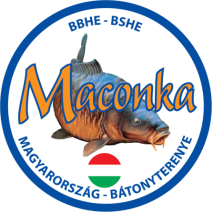 BBHE - BSHE
Maconka
MAGYARORSZÁG - BÁTONYTERENYE